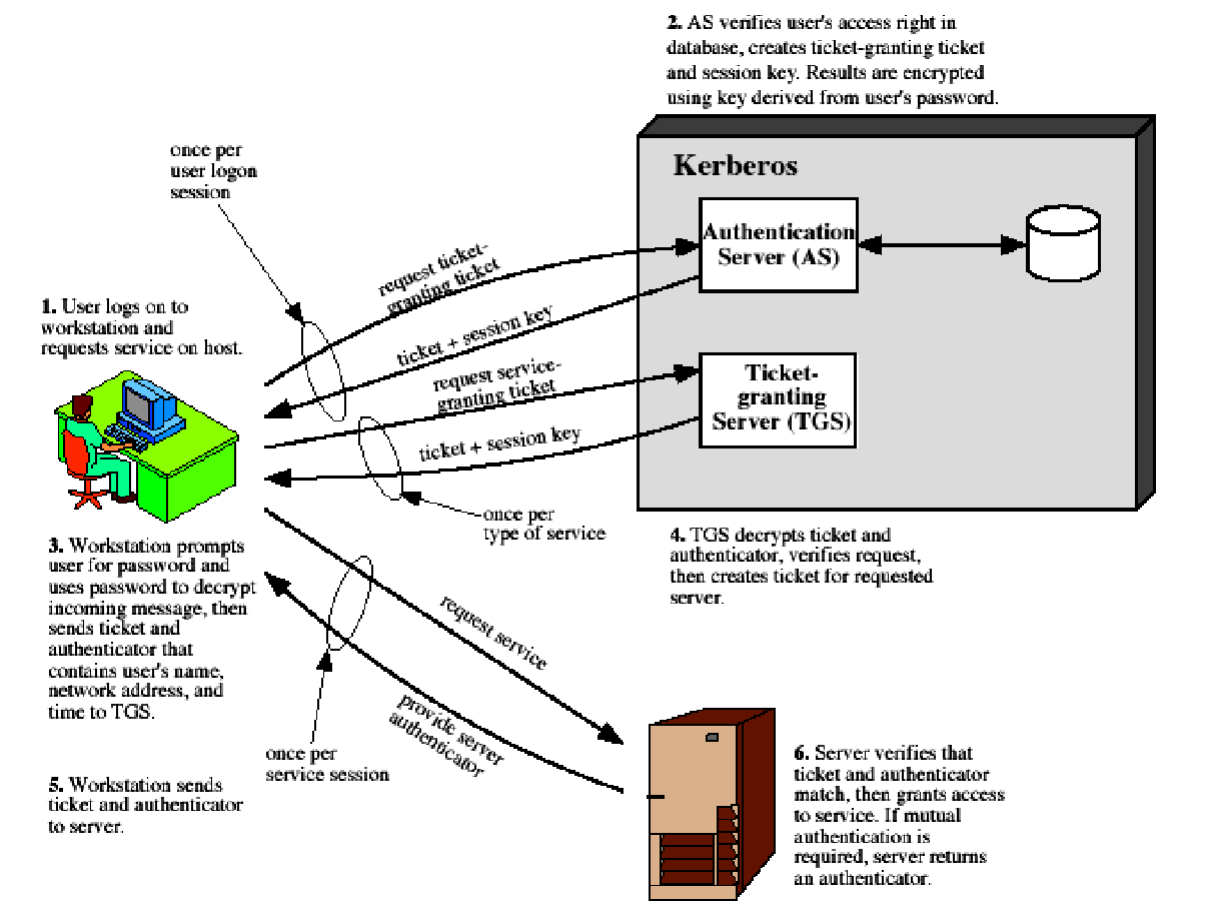 2. AS verifies user's access right in
database, creates ticket-granting ticket
and session key. Results are encrypted
using key derived from user's password.
once per
user logon
session
Kerberos
Authentication
Server (AS)
request ticket-
granting ticket
1. User logs on to
workstation and
requests service on host.
ticket + session key
request service-
granting ticket
Ticket-
granting
Server (TGS)
ticket + session key
once per
type of service
3. Workstation prompts
user for password and
uses password to decrypt
incoming message, then
sends ticket and
authenticator that
contains user's name,
network address, and
time to TGS.
4. TGS decrypts ticket and
authenticator, verifies request,
then creates ticket for requested
server.
request service
provide server
authenticator
once per
service session
5. Workstation sends
ticket and authenticator
to server.
6. Server verifies that
ticket and authenticator
match, then grants access
to service. If mutual
authentication is
required, server returns
an authenticator.